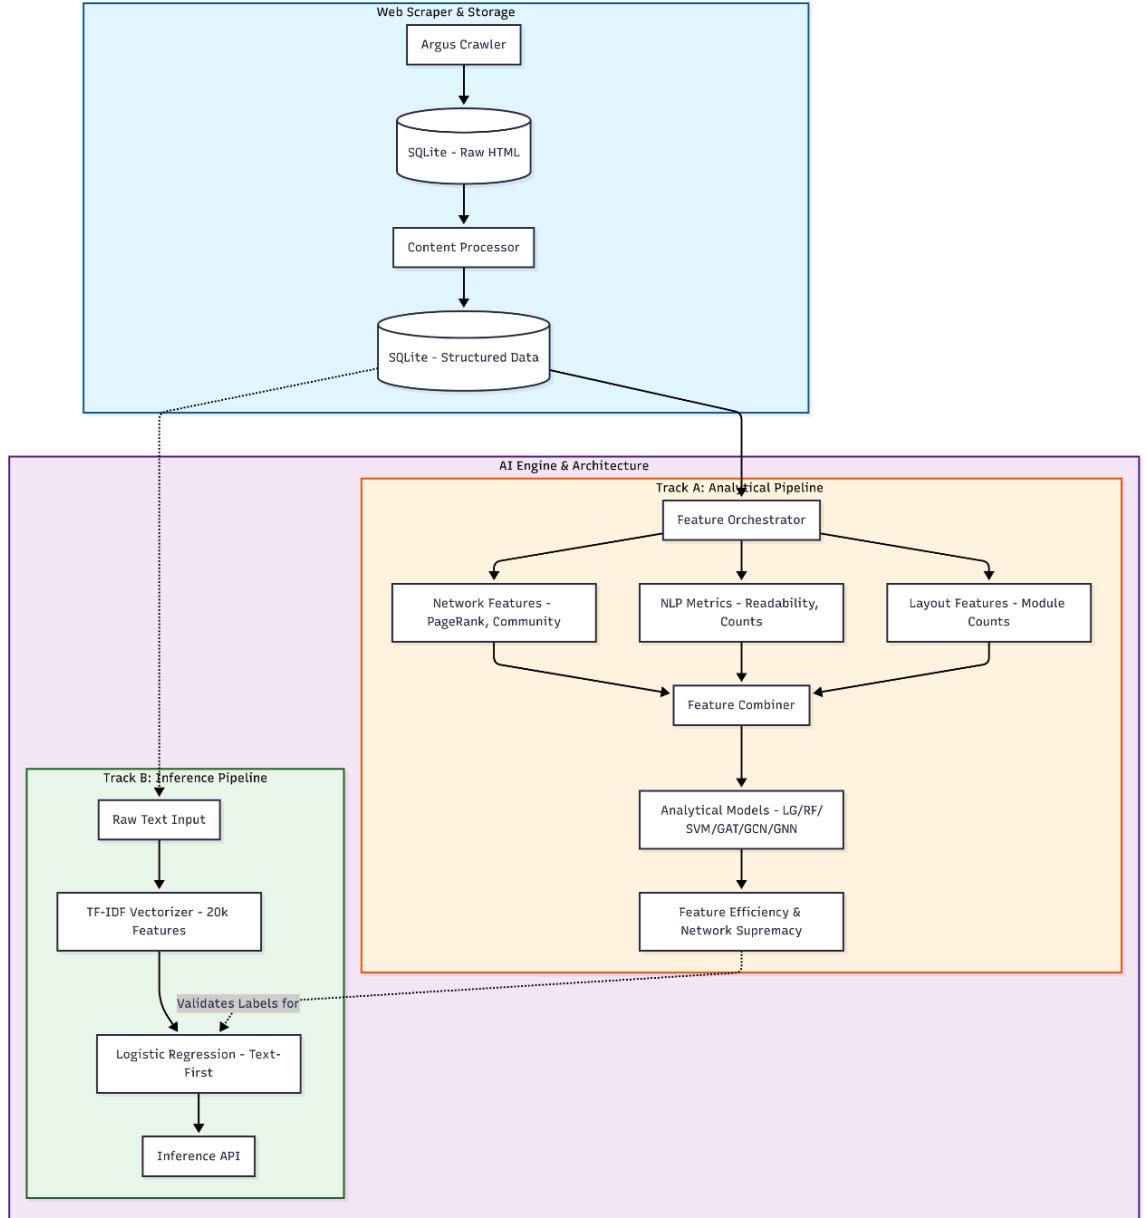 Web Scraper & Storage
Argus Crawler
SQLite - Raw HTML
Content Processor
SQLite - Structured Data
AI Engine & Architecture
Track A: Analytical Pipeline
Feature Orchestrator
Network Features -
PageRank, Community
NLP Metrics - Readability,
Counts
Layout Features - Module
Counts
Feature Combiner
Analytical Models - LG/RF/
SVM/GAT/GCN/GNN
Feature Efficiency &
Network Supremacy
Track B: Inference Pipeline
Raw Text Input
TF-IDF Vectorizer - 20k
Features
Validates Labels for
Logistic Regression - Text-
First
Inference API